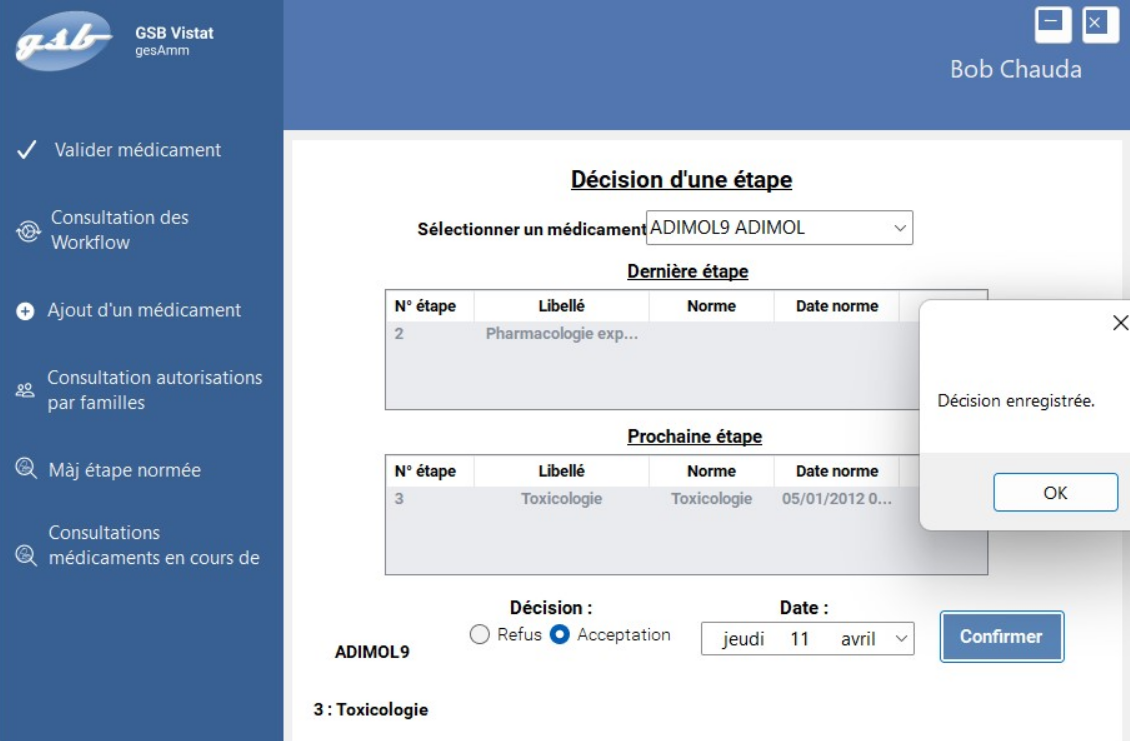 gsb
GSB Vistat
gesAmm
Bob Chauda
Valider médicament
Consultation des
Workflow
Ajout d'un médicament
Consultation autorisations
par familles
Màj étape normée
Consultations
médicaments en cours de
Décision d'une étape
Sélectionner un médicament ADIMOL9 ADIMOL
Dernière étape
N° étape Libellé Norme Date norme
2 Pharmacologie exp...
Prochaine étape
N° étape Libellé Norme Date norme
3 Toxicologie Toxicologie 05/01/2012 0...
Décision enregistrée.
OK
Décision : Date :
Refus Acceptation jeudi 11 avril Confirmer
ADIMOL9
3 : Toxicologie